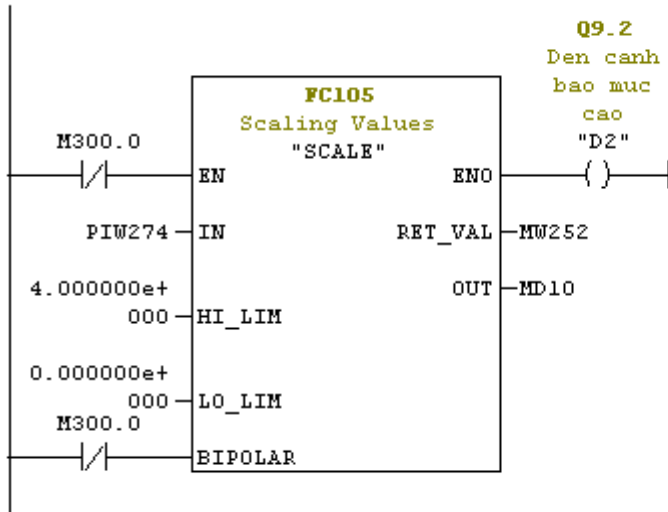 Q9.2
Den canh
bao muc
cao
"D2"
FC105
Scaling Values
"SCALE"
M300.0
EN
ENO
PIW274
IN
RET_VAL
MW252
4.000000e+
000
HI_LIM
OUT
MD10
0.000000e+
000
LO_LIM
M300.0
BIPOLAR